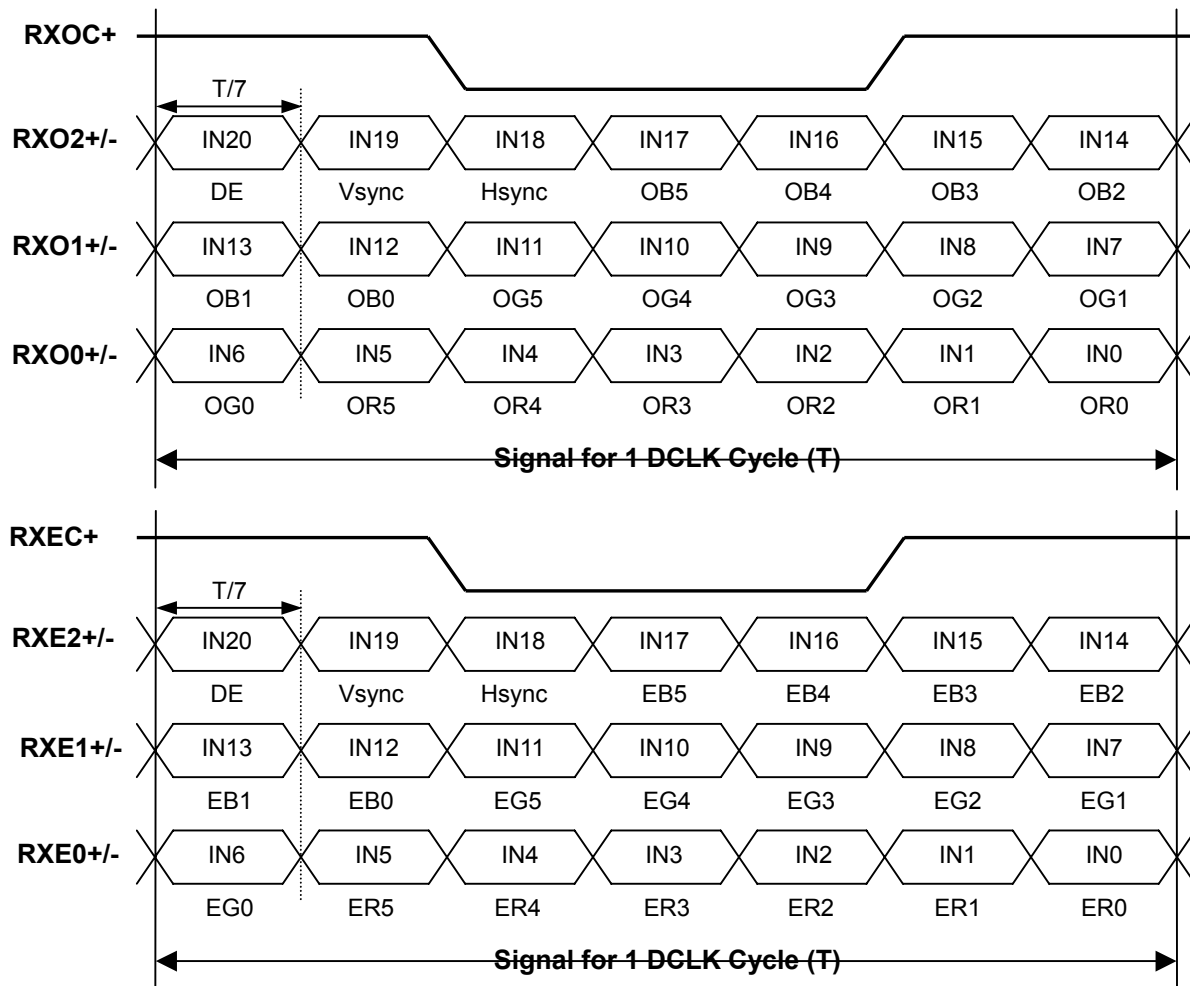 RXOC+
T/7
RXO2+/- IN20 IN19 IN18 IN17 IN16 IN15 IN14
DE Vsync Hsync OB5 OB4 OB3 OB2
RXO1+/- IN13 IN12 IN11 IN10 IN9 IN8 IN7
OB1 OB0 OG5 OG4 OG3 OG2 OG1
RXO0+/- IN6 IN5 IN4 IN3 IN2 IN1 IN0
OG0 OR5 OR4 OR3 OR2 OR1 OR0
Signal for 1 DCLK Cycle (T)
RXEC+
T/7
RXE2+/- IN20 IN19 IN18 IN17 IN16 IN15 IN14
DE Vsync Hsync EB5 EB4 EB3 EB2
RXE1+/- IN13 IN12 IN11 IN10 IN9 IN8 IN7
EB1 EB0 EG5 EG4 EG3 EG2 EG1
RXE0+/- IN6 IN5 IN4 IN3 IN2 IN1 IN0
EG0 ER5 ER4 ER3 ER2 ER1 ER0
Signal for 1 DCLK Cycle (T)